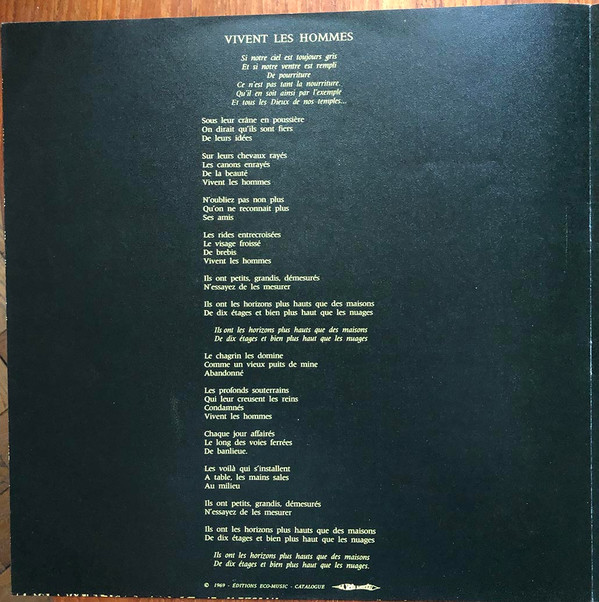 VIVENT LES HOMMES
Si notre ciel est toujours gris
Et si notre ventre est rempli
De pourriture
Ce n'est pas tant la nourriture.
Qu'il en soit ainsi par l'exemple
Et tous les Dieux de nos temples...
Sous leur crâne en poussière
On dirait qu'ils sont fiers
De leurs idées
Sur leurs chevaux rayés
Les canons enrayés
De la beauté
Vivent les hommes
N'oubliez pas non plus
Qu'on ne reconnait plus
Ses amis
Les rides entrecroisées
Le visage froissé
De brebis
Vivent les hommes
Ils ont petits, grandis, démesurés
N'essayez de les mesurer
Ils ont les horizons plus hauts que des maisons
De dix étages et bien plus haut que les nuages
Ils ont les horizons plus hauts que des maisons
De dix étages et bien plus haut que les nuages
Le chagrin les domine
Comme un vieux puits de mine
Abandonné
Les profonds souterrains
Qui leur creusent les reins
Condamnés
Vivent les hommes
Chaque jour affairés
Le long des voies ferrées
De banlieue.
Les voilà qui s'installent
A table, les mains sales
Au milieu
Ils ont petits, grandis, démesurés
N'essayez de les mesurer
Ils ont les horizons plus hauts que des maisons
De dix étages et bien plus haut que les nuages
Ils ont les horizons plus hauts que des maisons
De dix étages et bien plus haut que les nuages.
© 1969 - ÉDITIONS ECO-MUSIC - CATALOGUE